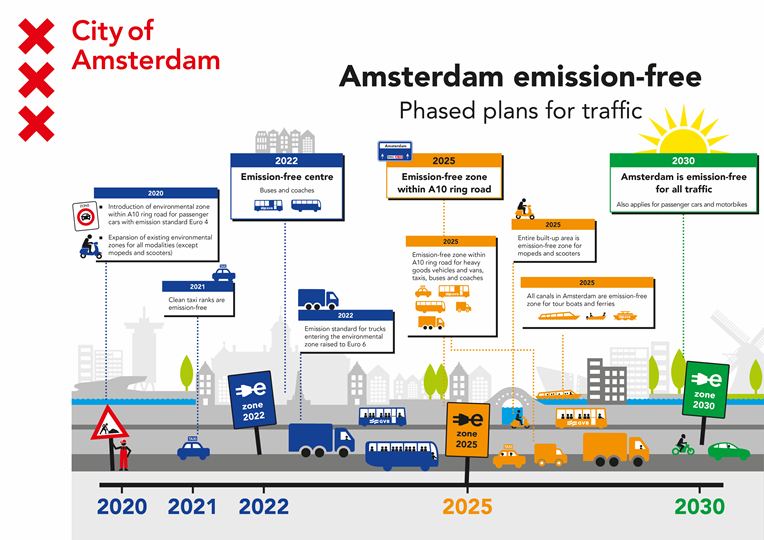 City of
Amsterdam
Amsterdam emission-free
Phased plans for traffic
2020
ZONE
Introduction of environmental zone
within A10 ring road for passenger
cars with emission standard Euro 4
Expansion of existing environmental
zones for all modalities (except
mopeds and scooters)
2021
Clean taxi ranks are
emission-free
2022
Emission-free centre
Buses and coaches
2022
Emission standard for trucks
entering the environmental
zone raised to Euro 6
Amsterdam
2025
Emission-free zone
within A10 ring road
2025
Emission-free zone within
A10 ring road for heavy
goods vehicles and vans,
taxis, buses and coaches
2025
Entire built-up area is
emission-free zone for
mopeds and scooters
2025
All canals in Amsterdam are emission-free
zone for tour boats and ferries
2030
Amsterdam is emission-free
for all traffic
Also applies for passenger cars and motorbikes
e
zone
2022
e
zone
2025
e
zone
2030
TAXI
GVB
TAXI
GVB
2020
2021
2022
2025
2030